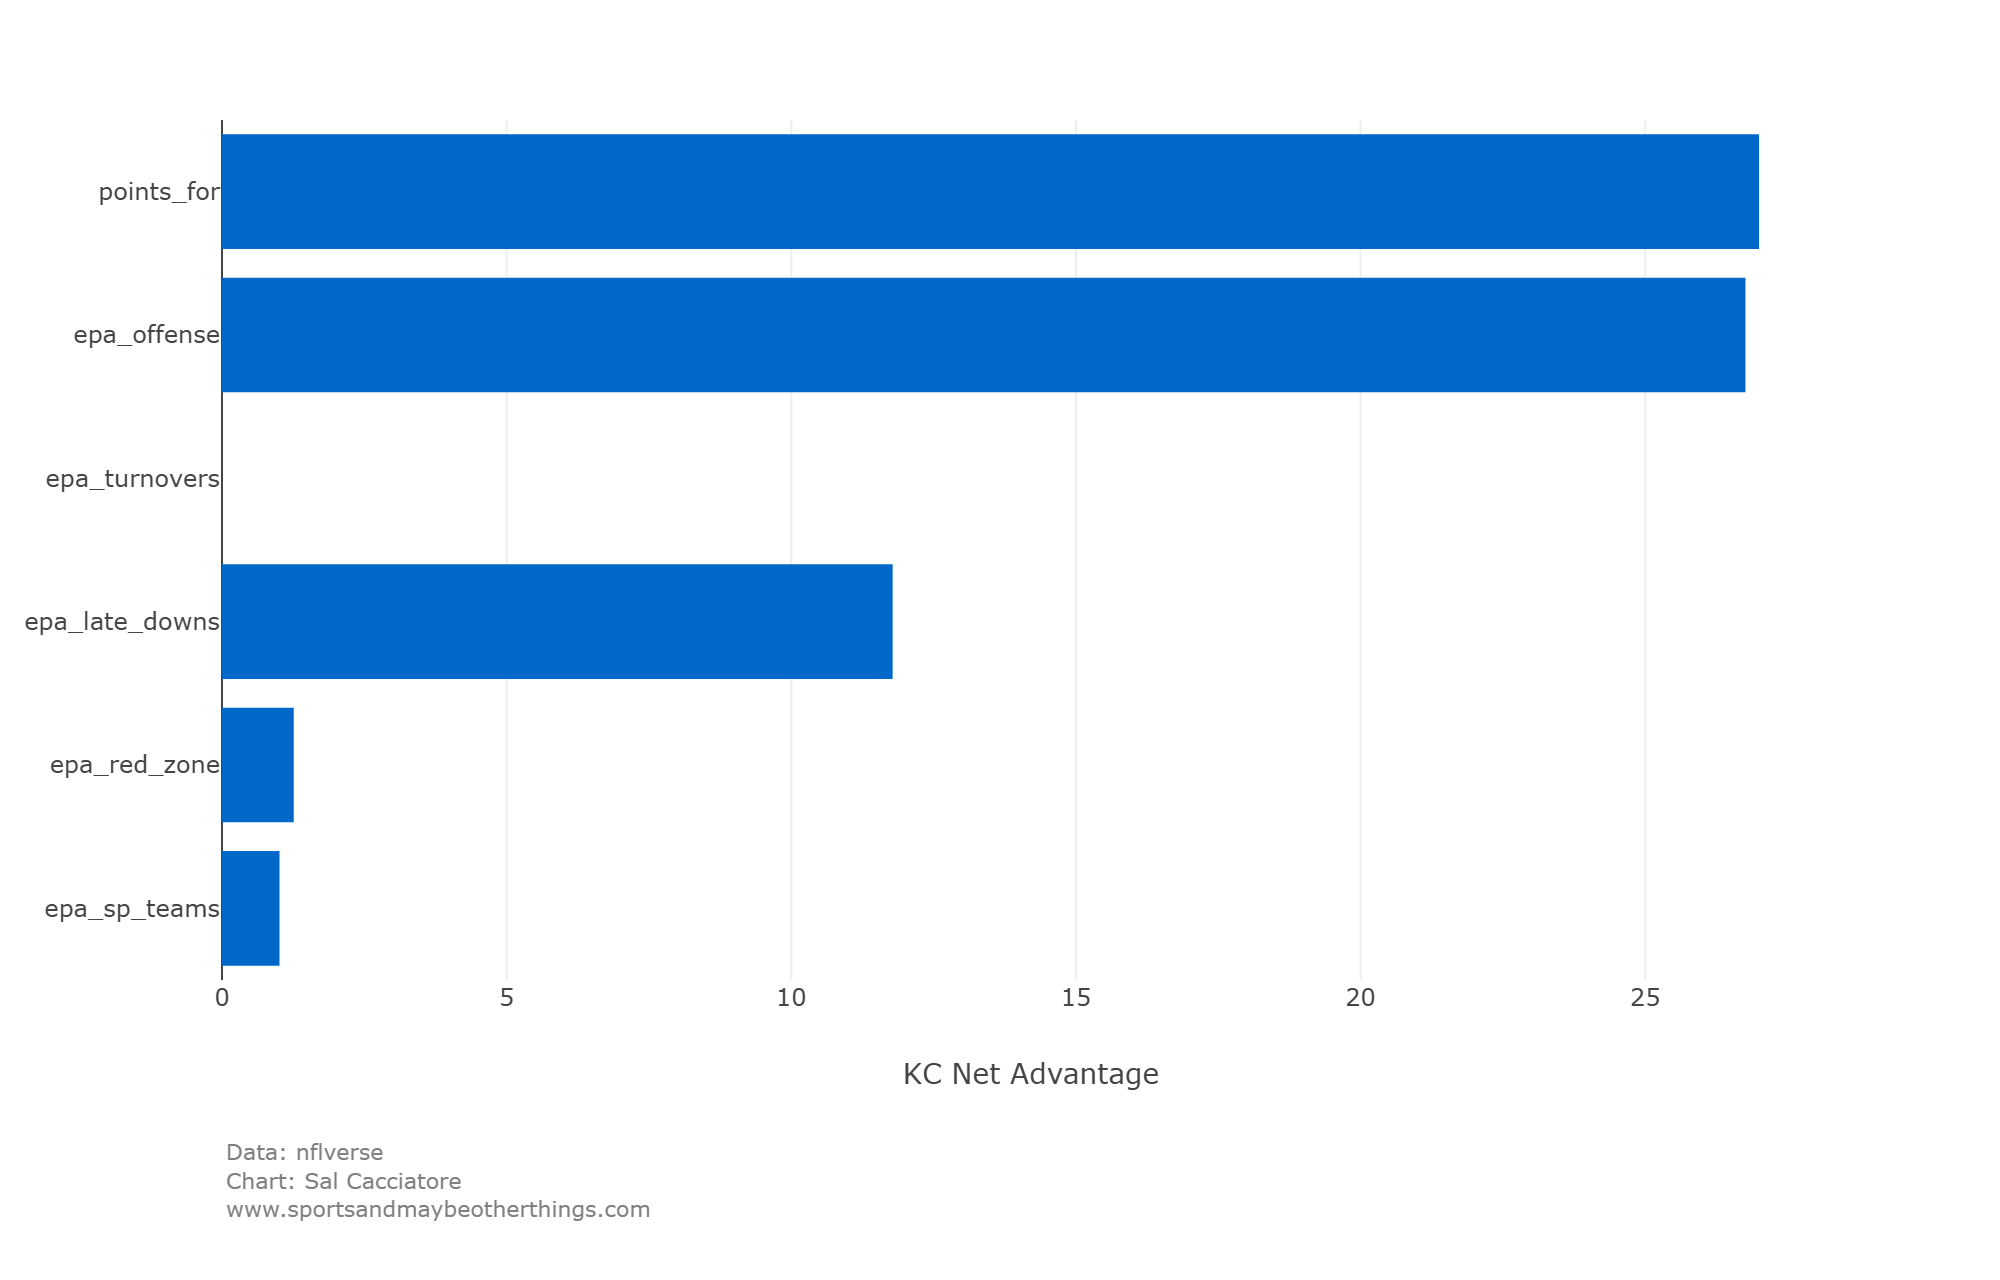 points_for
epa_offense
epa_turnovers
epa_late_downs
epa_red_zone
epa_sp_teams
0 5 10 15 20 25
KC Net Advantage
Data: nflverse
Chart: Sal Cacciatore
www.sportsandmaybeotherthings.com